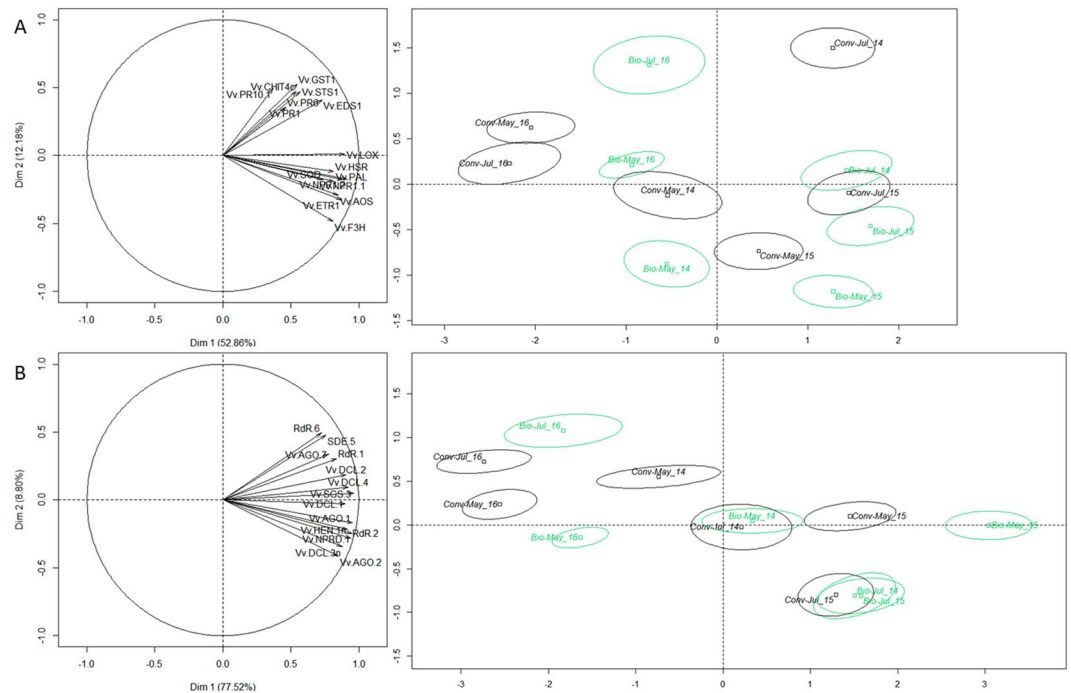 A
1.0
0.5
0.0
-0.5
-1.0
Dim 2 (12.18%)
Vv.GST1
Vv.CHIT4c
Vv.STS1
Vv.PR10.1
Vv.PR6
Vv.EDS1
Vv.PR1
Vv.LOX
Vv.HSR
Vv.SOD
Vv.PAL
Vv.NPR1.1
Vv.AOS
Vv.ETR1
Vv.F3H
-1.0 -0.5 0.0 0.5 1.0
Dim 1 (52.86%)
1.5
1.0
0.5
0.0
-0.5
-1.0
-1.5
Conv-Jul_14
Bio-Jul_16
Conv-May_16
Conv-Jul_16
Bio-May_16
Bio-Jul_14
Conv-May_14
Conv-Jul_15
Bio-Jul_15
Conv-May_15
Bio-May_14
Bio-May_15
-3 -2 -1 0 1 2
B
1.0
0.5
0.0
-0.5
-1.0
Dim 2 (8.80%)
RdR.6
SDE.5
Vv.AGO.7
RdR.1
Vv.DCL.2
Vv.DCL.4
Vv.SGS.3
Vv.DCL.1
Vv.AGO.1
Vv.HEN.1
RdR.2
Vv.NPRD.1
Vv.DCL.3
Vv.AGO.2
-1.0 -0.5 0.0 0.5 1.0
Dim 1 (77.52%)
1.5
1.0
0.5
0.0
-0.5
-1.0
-1.5
Bio-Jul_16
Conv-Jul_16
Conv-May_14
Conv-May_16
Bio-May_14
Conv-Jul_14
Conv-May_15
Bio-May_15
Bio-May_16
Bio-Jul_14
Conv-Jul_15
Bio-Jul_15
-3 -2 -1 0 1 2 3